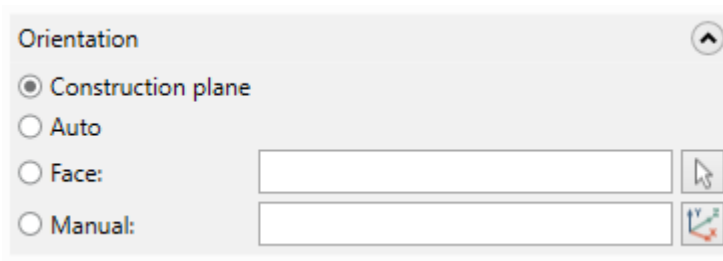 Orientation
Construction plane
Auto
Face:
Manual:
Y Z
X